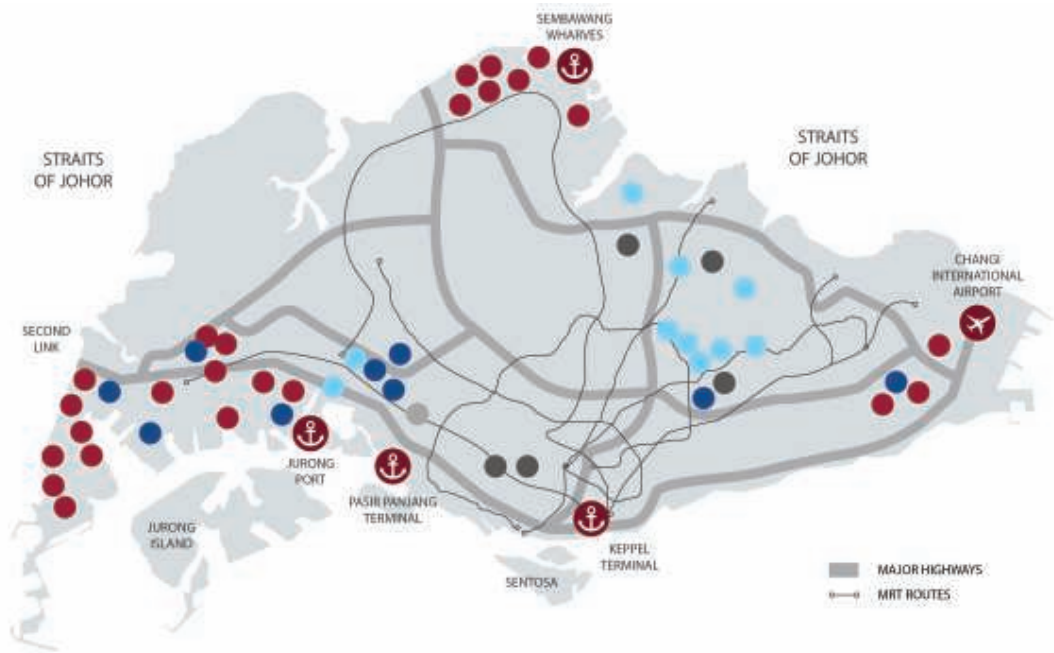 SEMBAWANG
WHARVES
STRAITS
OF JOHOR
STRAITS
OF JOHOR
CHANGI
INTERNATIONAL
AIRPORT
SECOND
LINK
JURONG
PORT
PASIR PANJANG
TERMINAL
JURONG
ISLAND
KEPPEL
TERMINAL
SENTOSA
MAJOR HIGHWAYS
MRT ROUTES